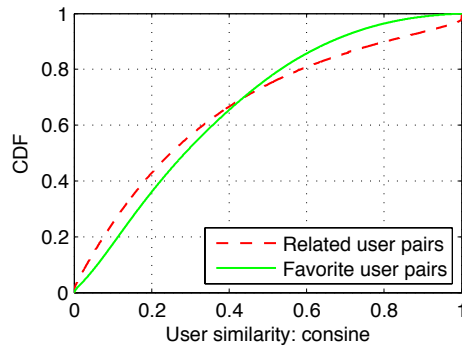 1
0.8
0.6
0.4
0.2
0
CDF
Related user pairs
Favorite user pairs
0 0.2 0.4 0.6 0.8 1
User similarity: consine